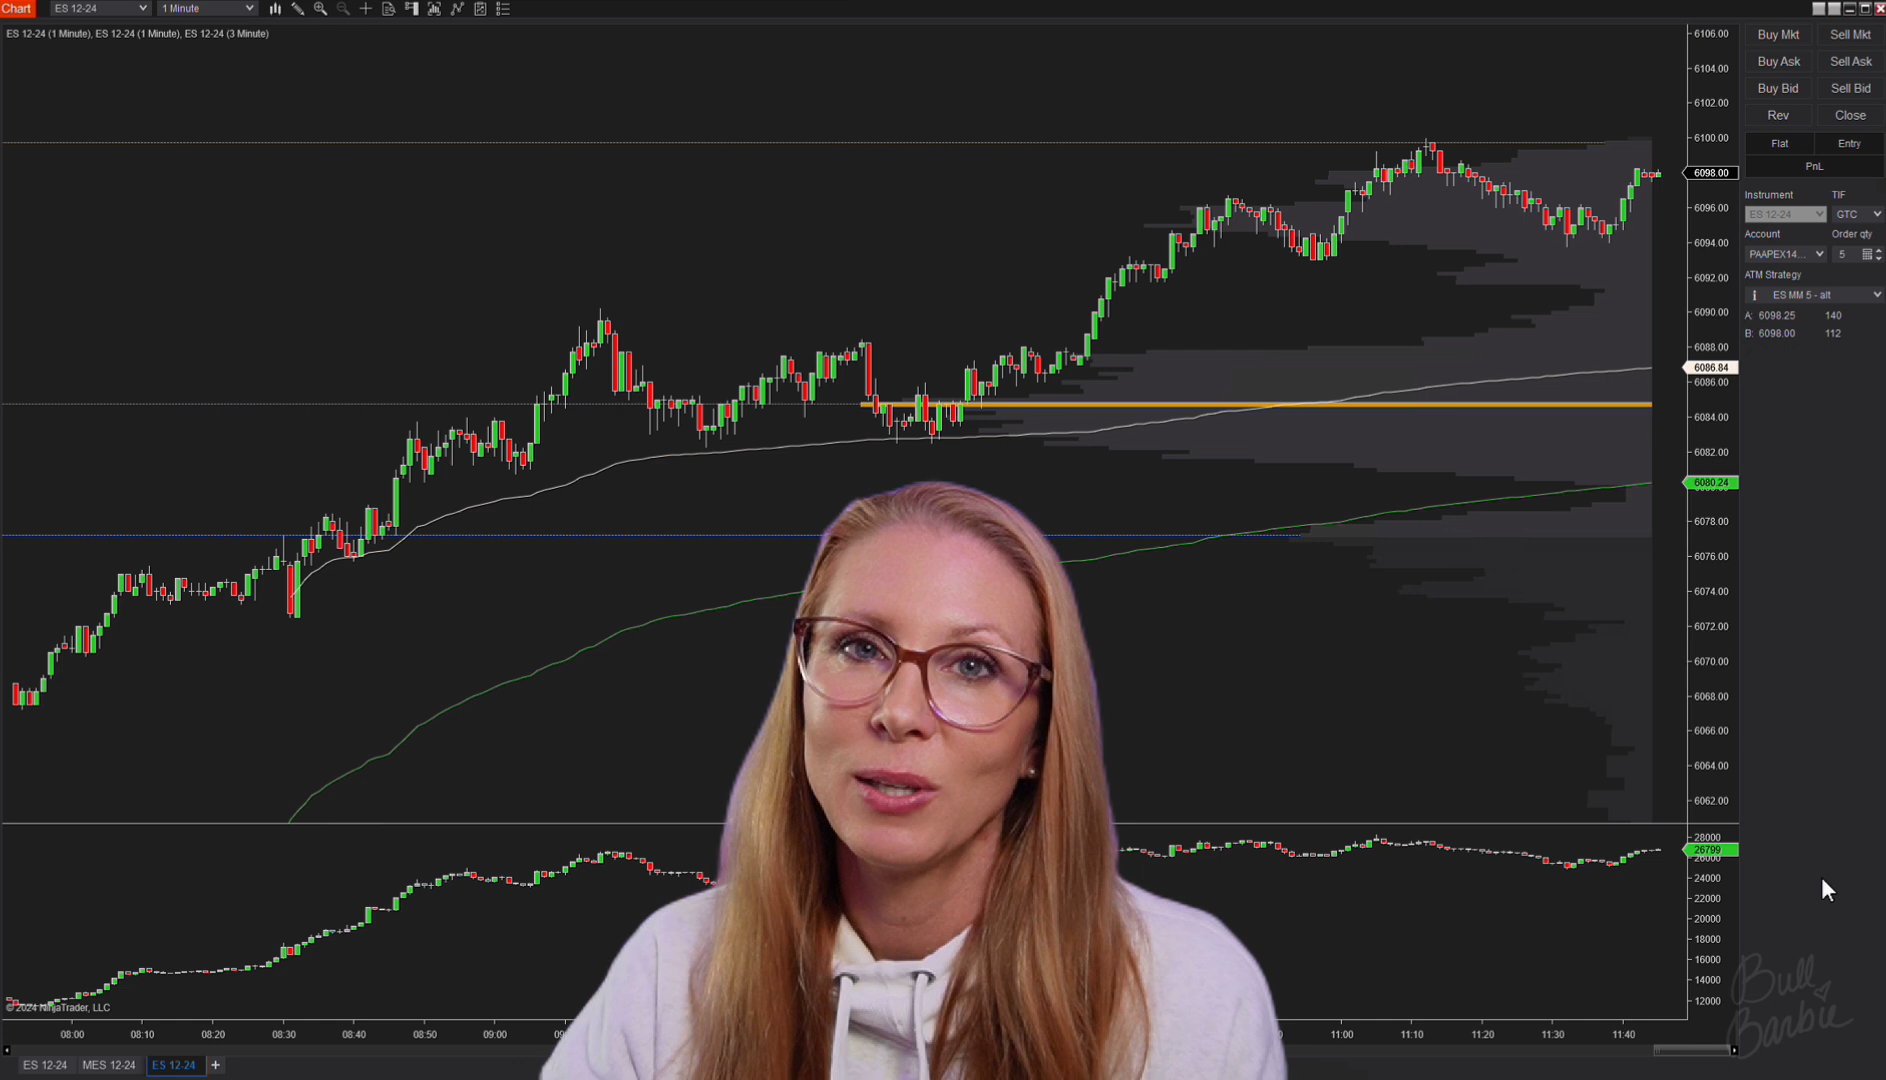 Chart ES 12-24 1 Minute
ES 12-24 (1 Minute), ES 12-24 (1 Minute), ES 12-24 (3 Minute)
6106.00
6104.00
6102.00
6100.00
6098.00
6096.00
6094.00
6092.00
6090.00
6088.00
6086.84
6086.00
6084.00
6082.00
6080.24
6078.00
6076.00
6074.00
6072.00
6070.00
6068.00
6066.00
6064.00
6062.00
28000
26799
26000
24000
22000
20000
18000
16000
14000
12000
Buy Mkt Sell Mkt
Buy Ask Sell Ask
Buy Bid Sell Bid
Rev Close
Flat Entry
PnL
Instrument TIF
ES 12-24 GTC
Account Order qty
PAAPEX14... 5
ATM Strategy
ES MM 5 - alt
A: 6098.25 140
B: 6098.00 112
Bull
Barbie
© 2024 NinjaTrader, LLC
08:00 08:10 08:20 08:30 08:40 08:50 09:00 11:00 11:10 11:20 11:30 11:40
ES 12-24 MES 12-24 ES 12-24 +